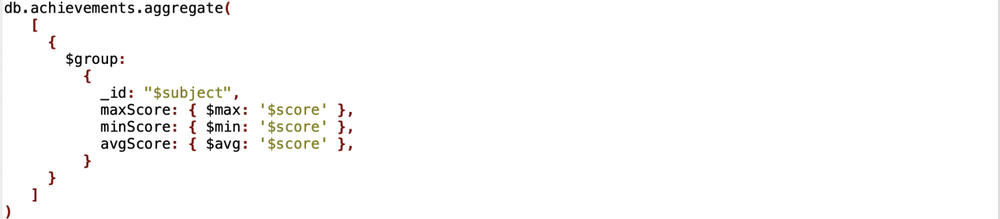 db.achievements.aggregate(
[
{
$group:
{
_id: "$subject",
maxScore: { $max: '$score' },
minScore: { $min: '$score' },
avgScore: { $avg: '$score' },
}
}
]
)